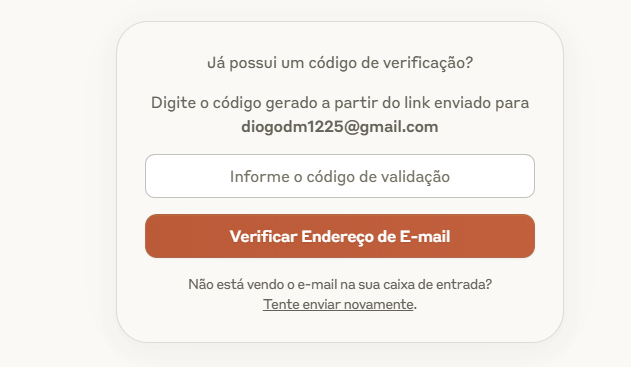 Já possui um código de verificação?
Digite o código gerado a partir do link enviado para
diogodm1225@gmail.com
Informe o código de validação
Verificar Endereço de E-mail
Não está vendo o e-mail na sua caixa de entrada?
Tente enviar novamente.